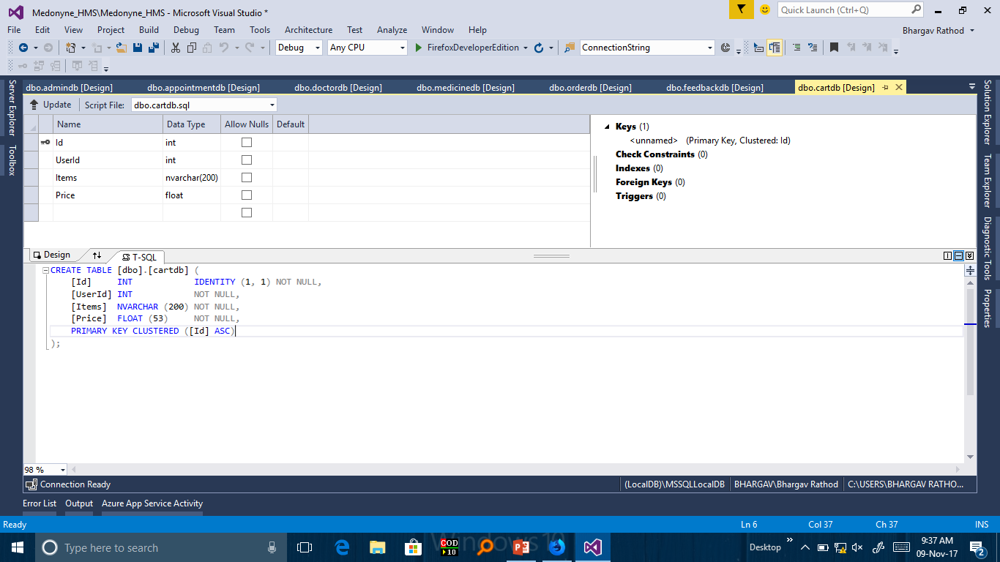 Medonyne_HMS\Medonyne_HMS - Microsoft Visual Studio *
Quick Launch (Ctrl+Q)
File Edit View Project Build Debug Team Tools Architecture Test Analyze Window Help
Bhargav Rathod
Debug Any CPU FirefoxDeveloperEdition ConnectionString
Server Explorer
Toolbox
dbo.admindb [Design] dbo.appointmentdb [Design] dbo.doctordb [Design] dbo.medicinedb [Design] dbo.orderdb [Design] dbo.feedbackdb [Design] dbo.cartdb [Design]
Update Script File: dbo.cartdb.sql
Name Data Type Allow Nulls Default
Id int
UserId int
Items nvarchar(200)
Price float
Keys (1)
<unnamed> (Primary Key, Clustered: Id)
Check Constraints (0)
Indexes (0)
Foreign Keys (0)
Triggers (0)
Solution Explorer
Team Explorer
Diagnostic Tools
Properties
Design T-SQL
CREATE TABLE [dbo].[cartdb] (
[Id] INT IDENTITY (1, 1) NOT NULL,
[UserId] INT NOT NULL,
[Items] NVARCHAR (200) NOT NULL,
[Price] FLOAT (53) NOT NULL,
PRIMARY KEY CLUSTERED ([Id] ASC)
);
98 %
Connection Ready (LocalDB)\MSSQLLocalDB BHARGAV\Bhargav Rathod C:\USERS\BHARGAV RATHO...
Error List Output Azure App Service Activity
Ready Ln 6 Col 37 Ch 37 INS
Type here to search
COD
10
Windows 10
Desktop
9:37 AM
09-Nov-17
2